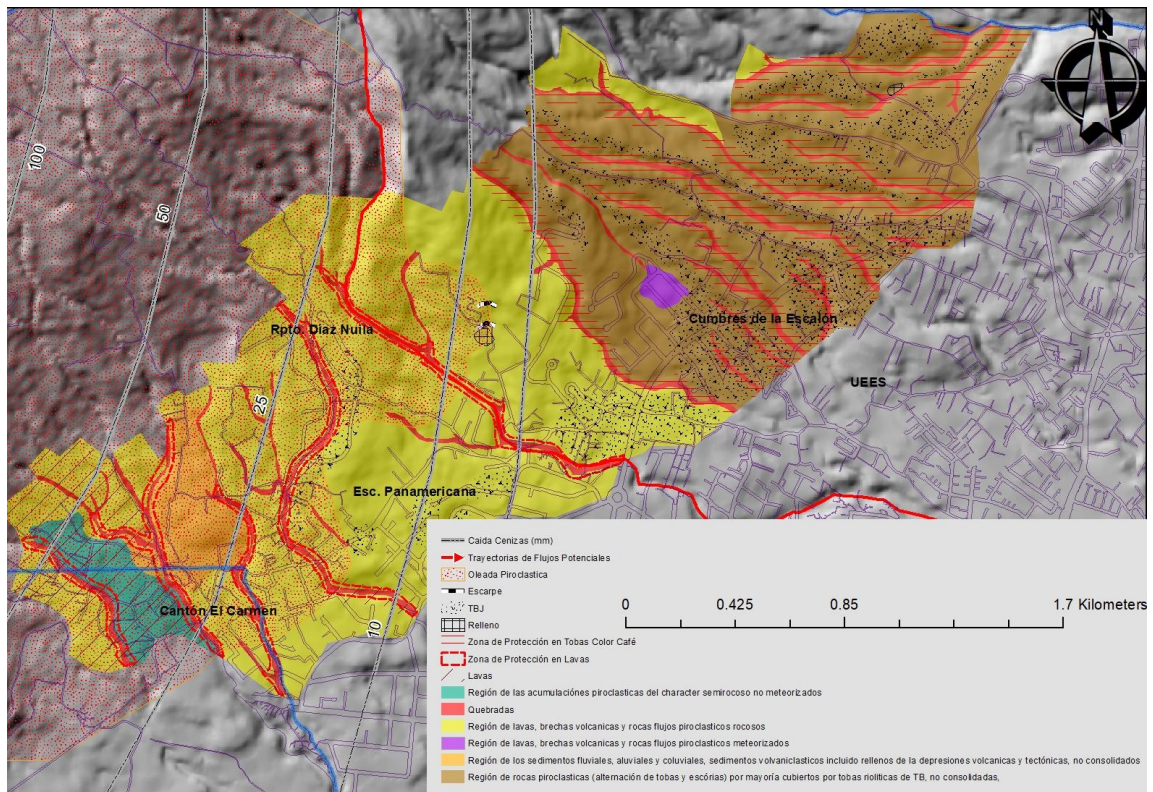 N
100
50
Rpto. Díaz Nuila
Cumbres de la Escalón
UEES
25
Esc. Panamericana
Cantón El Carmen
10
Caida Cenizas (mm)
Trayectorias de Flujos Potenciales
Oleada Piroclastica
Escarpe
TBJ
Relleno
Zona de Protección en Tobas Color Café
Zona de Protección en Lavas
Lavas
Región de las acumulaciónes piroclasticas del character semirocoso no meteorizados
Quebradas
Región de lavas, brechas volcanicas y rocas flujos piroclasticos rocosos
Región de lavas, brechas volcanicas y rocas flujos piroclasticos meteorizados
Región de los sedimentos fluviales, aluviales y coluviales, sedimentos volvaniclasticos incluido rellenos de la depresiones volcanicas y tectónicas, no consolidados
Región de rocas piroclasticas (alternación de tobas y escórias) por mayoría cubiertos por tobas rioliticas de TB, no consolidadas,
0 0.425 0.85 1.7 Kilometers